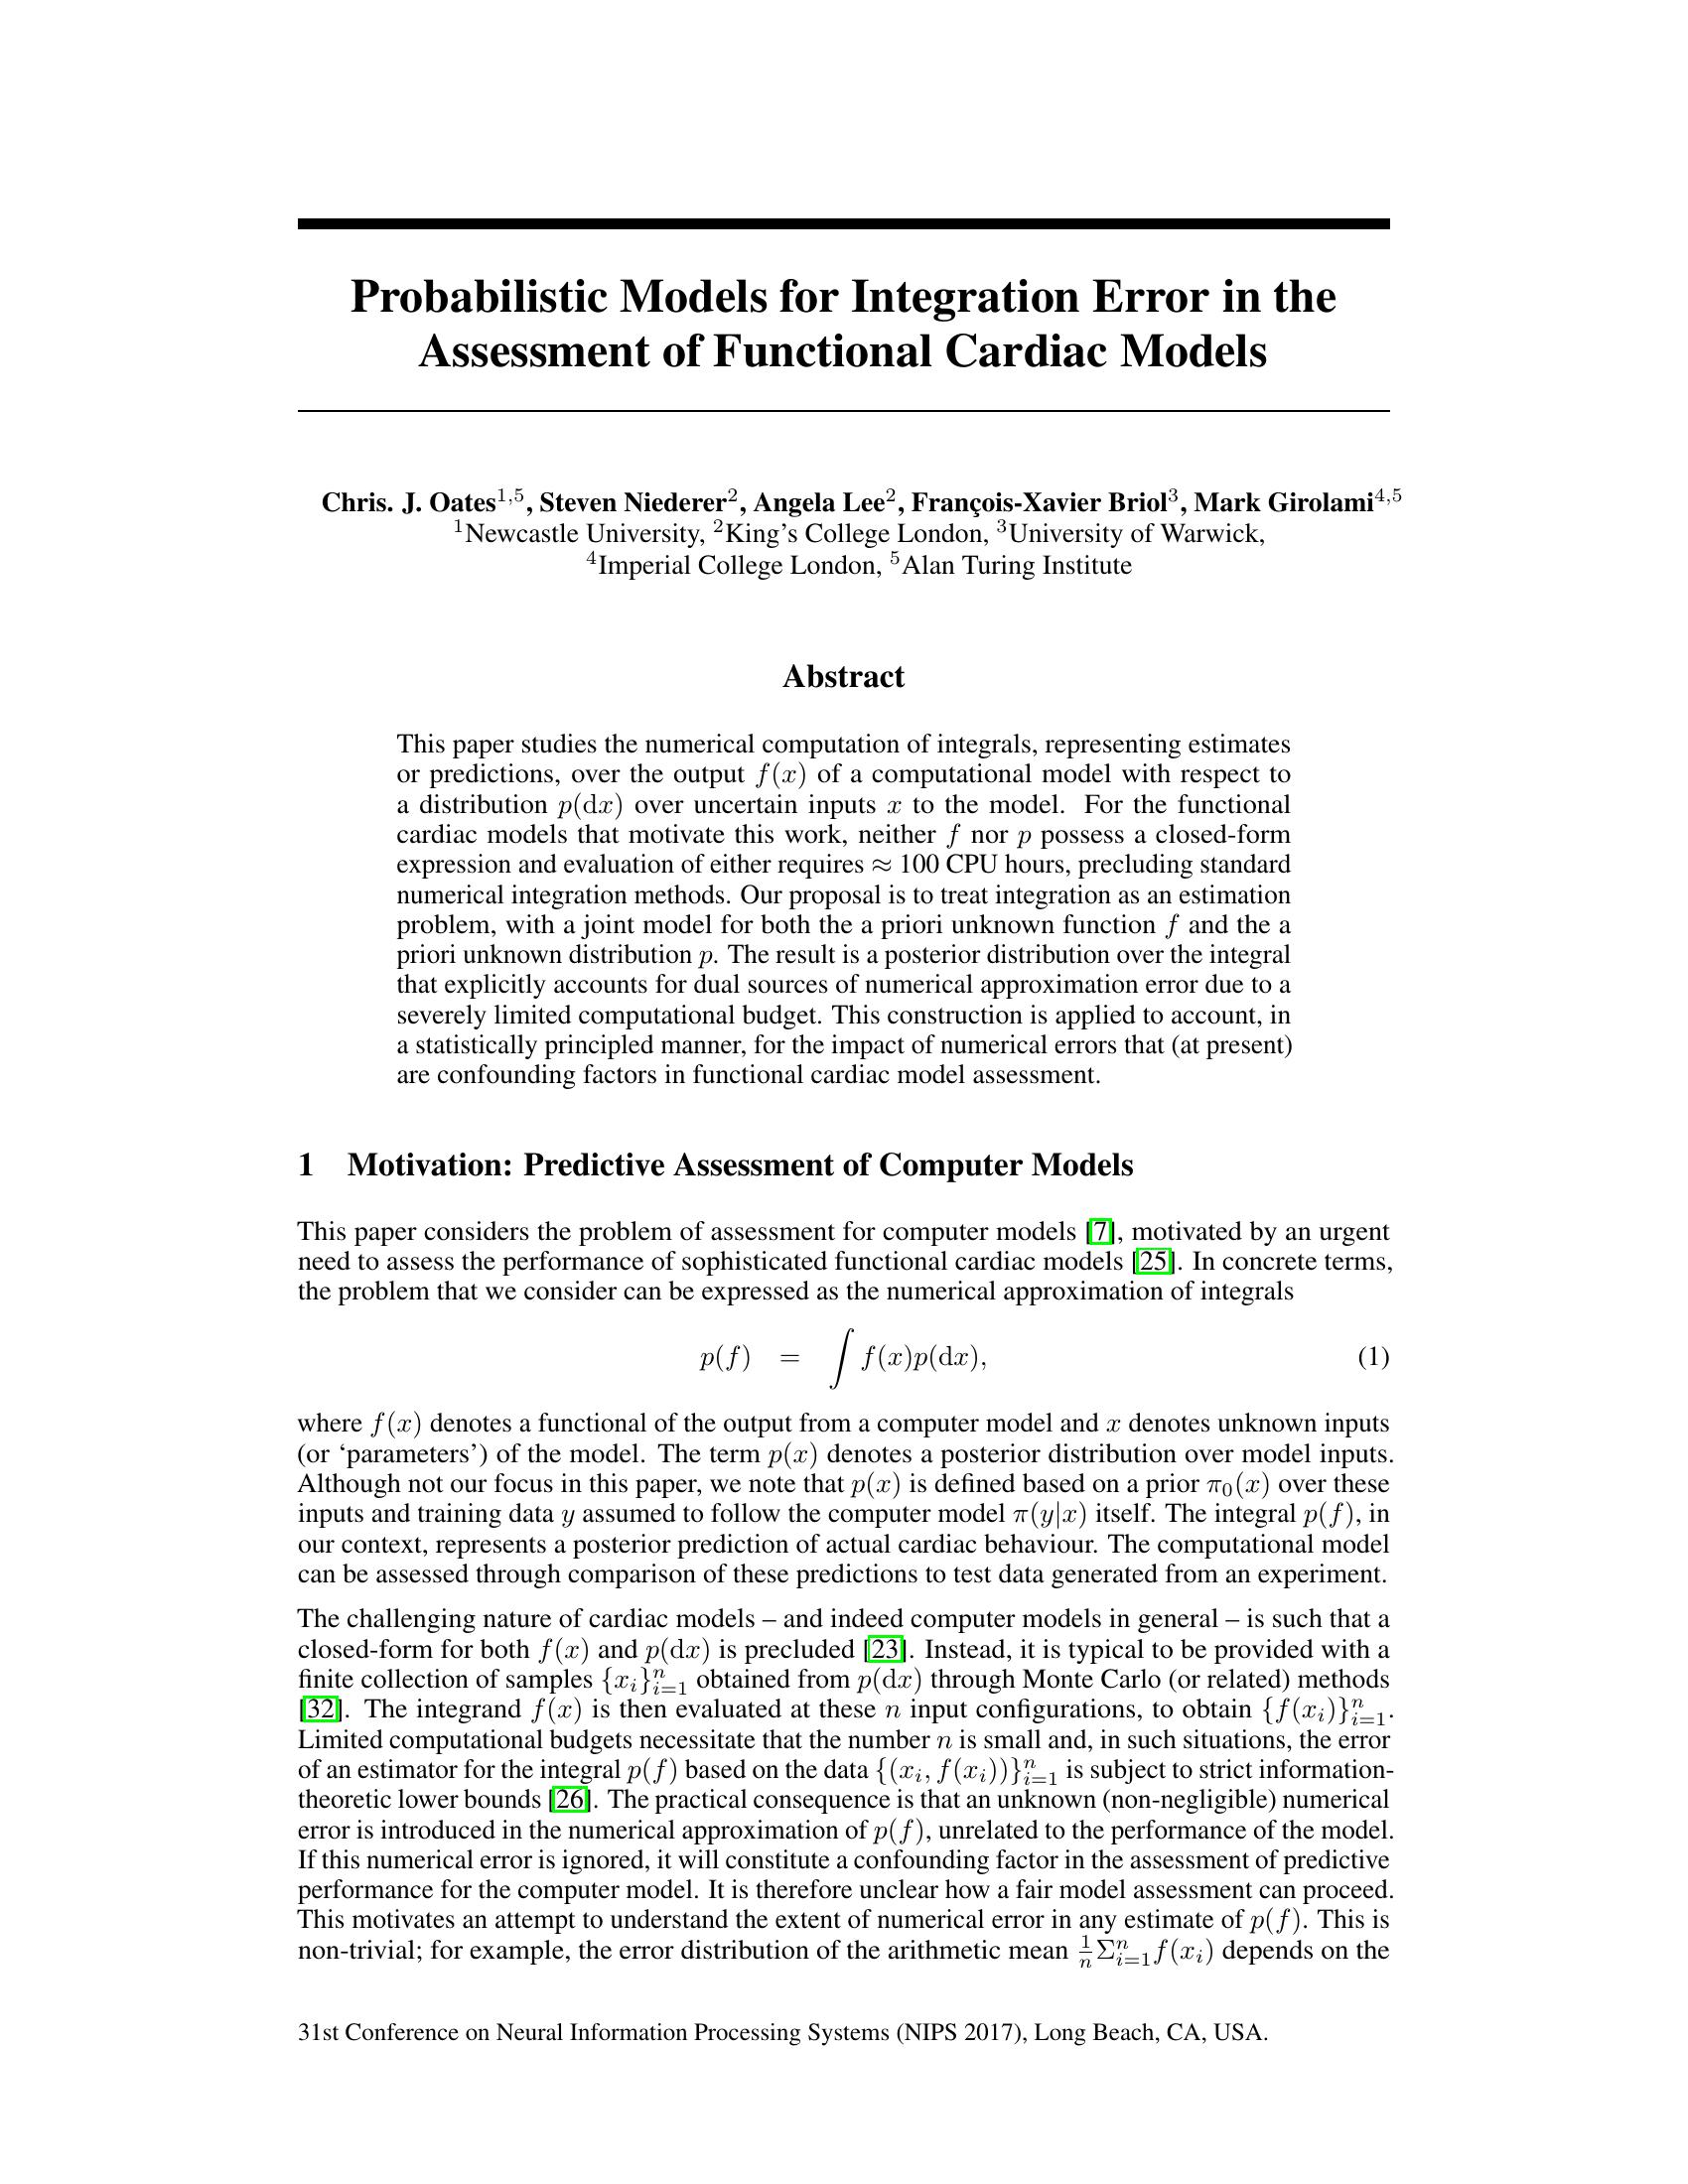 Probabilistic Models for Integration Error in the
Assessment of Functional Cardiac Models
Chris. J. Oates^{1,5}, Steven Niederer^2, Angela Lee^2, François-Xavier Briol^3, Mark Girolami^{4,5}
^1Newcastle University, ^2King's College London, ^3University of Warwick,
^4Imperial College London, ^5Alan Turing Institute
Abstract
This paper studies the numerical computation of integrals, representing estimates
or predictions, over the output f(x) of a computational model with respect to
a distribution p(dx) over uncertain inputs x to the model. For the functional
cardiac models that motivate this work, neither f nor p possess a closed-form
expression and evaluation of either requires ≈ 100 CPU hours, precluding standard
numerical integration methods. Our proposal is to treat integration as an estimation
problem, with a joint model for both the a priori unknown function f and the a
priori unknown distribution p. The result is a posterior distribution over the integral
that explicitly accounts for dual sources of numerical approximation error due to a
severely limited computational budget. This construction is applied to account, in
a statistically principled manner, for the impact of numerical errors that (at present)
are confounding factors in functional cardiac model assessment.
1 Motivation: Predictive Assessment of Computer Models
This paper considers the problem of assessment for computer models [7], motivated by an urgent
need to assess the performance of sophisticated functional cardiac models [25]. In concrete terms,
the problem that we consider can be expressed as the numerical approximation of integrals
p(f) = ∫ f(x)p(dx), (1)
where f(x) denotes a functional of the output from a computer model and x denotes unknown inputs
(or ‘parameters’) of the model. The term p(x) denotes a posterior distribution over model inputs.
Although not our focus in this paper, we note that p(x) is defined based on a prior π_0(x) over these
inputs and training data y assumed to follow the computer model π(y|x) itself. The integral p(f), in
our context, represents a posterior prediction of actual cardiac behaviour. The computational model
can be assessed through comparison of these predictions to test data generated from an experiment.
The challenging nature of cardiac models – and indeed computer models in general – is such that a
closed-form for both f(x) and p(dx) is precluded [23]. Instead, it is typical to be provided with a
finite collection of samples {x_i}_{i=1}^n obtained from p(dx) through Monte Carlo (or related) methods
[32]. The integrand f(x) is then evaluated at these n input configurations, to obtain {f(x_i)}_{i=1}^n.
Limited computational budgets necessitate that the number n is small and, in such situations, the error
of an estimator for the integral p(f) based on the data {(x_i, f(x_i))}_{i=1}^n is subject to strict information-
theoretic lower bounds [26]. The practical consequence is that an unknown (non-negligible) numerical
error is introduced in the numerical approximation of p(f), unrelated to the performance of the model.
If this numerical error is ignored, it will constitute a confounding factor in the assessment of predictive
performance for the computer model. It is therefore unclear how a fair model assessment can proceed.
This motivates an attempt to understand the extent of numerical error in any estimate of p(f). This is
non-trivial; for example, the error distribution of the arithmetic mean \frac{1}{n}Σ_{i=1}^n f(x_i) depends on the
31st Conference on Neural Information Processing Systems (NIPS 2017), Long Beach, CA, USA.